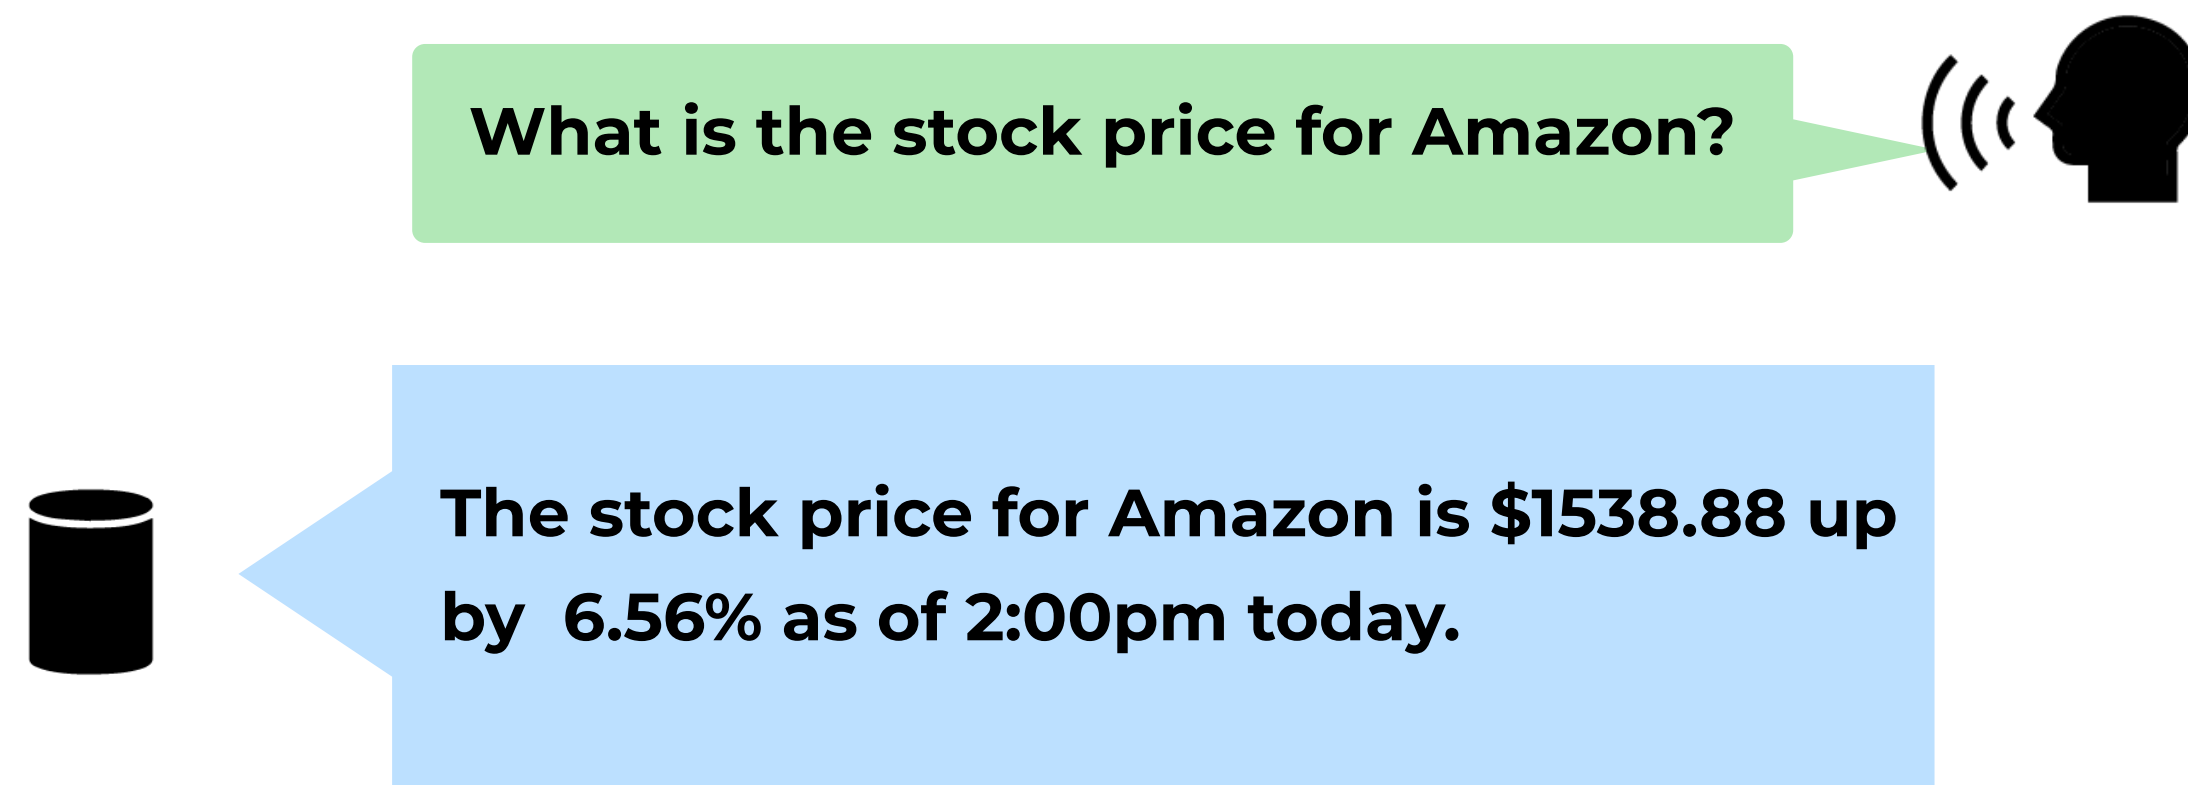 What is the stock price for Amazon?
The stock price for Amazon is $1538.88 up
by 6.56% as of 2:00pm today.